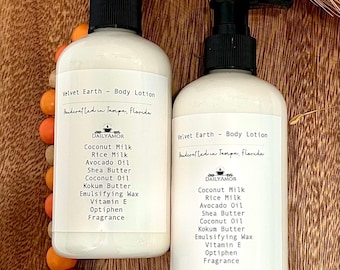 Velvet Earth - Body Lotion
Handcrafted in Tampa, Florida
DAILYAMOR
Coconut Milk
Rice Milk
Avocado Oil
Shea Butter
Coconut Oil
Kokum Butter
Emulsifying Wax
Vitamin E
Optiphen
Fragrance
Velvet Earth - Body Lotion
Handcrafted in Tampa, Florida
DAILYAMOR
Coconut Milk
Rice Milk
Avocado Oil
Shea Butter
Coconut Oil
Kokum Butter
Emulsifying Wax
Vitamin E
Optiphen
Fragrance